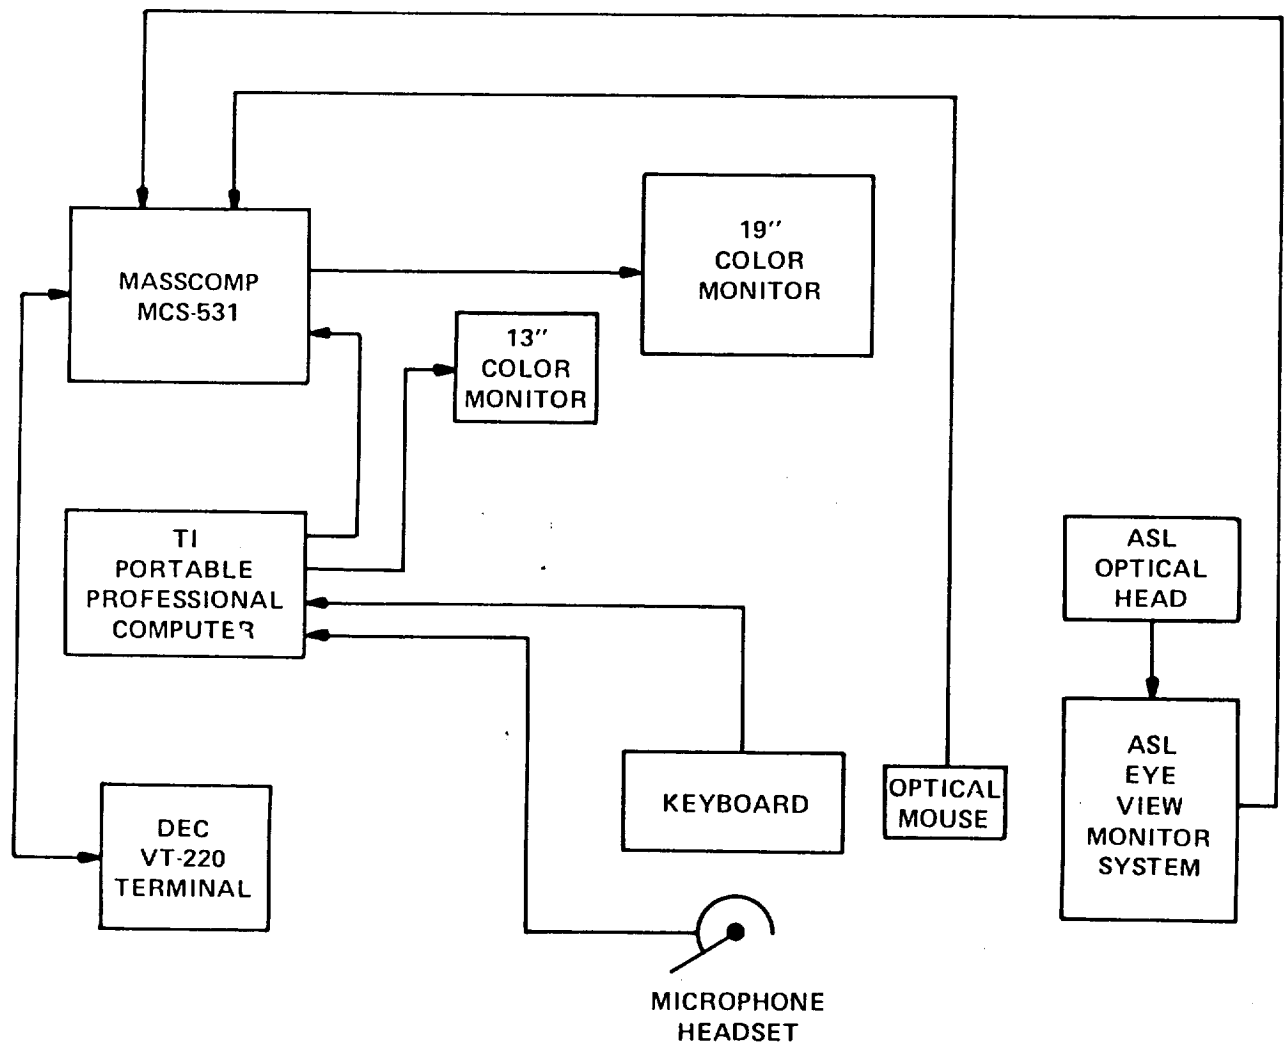 MASSCOMP
MCS-531
19″
COLOR
MONITOR
13″
COLOR
MONITOR
TI
PORTABLE
PROFESSIONAL
COMPUTER
ASL
OPTICAL
HEAD
ASL
EYE
VIEW
MONITOR
SYSTEM
KEYBOARD
OPTICAL
MOUSE
DEC
VT-220
TERMINAL
MICROPHONE
HEADSET